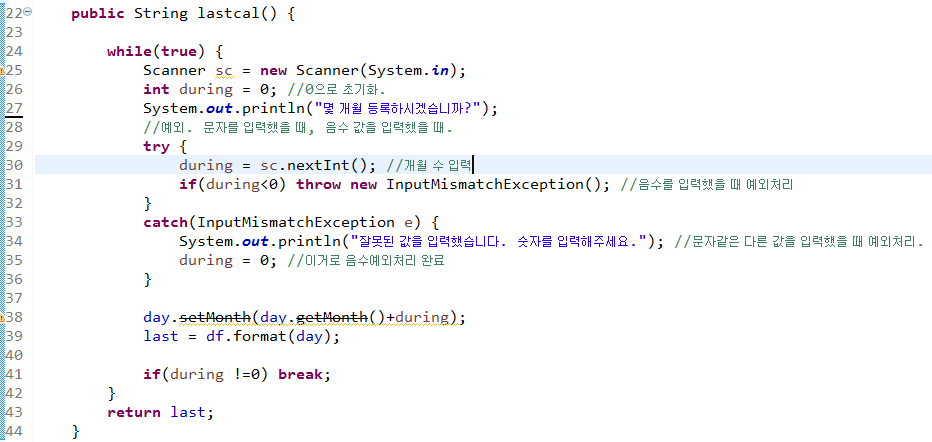 22 public String lastcal() {
23
24 while(true) {
25 Scanner sc = new Scanner(System.in);
26 int during = 0; //0으로 초기화.
27 System.out.println("몇 개월 등록하시겠습니까?");
28 //예외. 문자를 입력했을 때, 음수 값을 입력했을 때.
29 try {
30 during = sc.nextInt(); //개월 수 입력
31 if(during<0) throw new InputMismatchException(); //음수를 입력했을 때 예외처리
32 }
33 catch(InputMismatchException e) {
34 System.out.println("잘못된 값을 입력했습니다. 숫자를 입력해주세요."); //문자같은 다른 값을 입력했을 때 예외처리.
35 during = 0; //이거로 음수예외처리 완료
36 }
37
38 day.setMonth(day.getMonth()+during);
39 last = df.format(day);
40
41 if(during !=0) break;
42 }
43 return last;
44 }